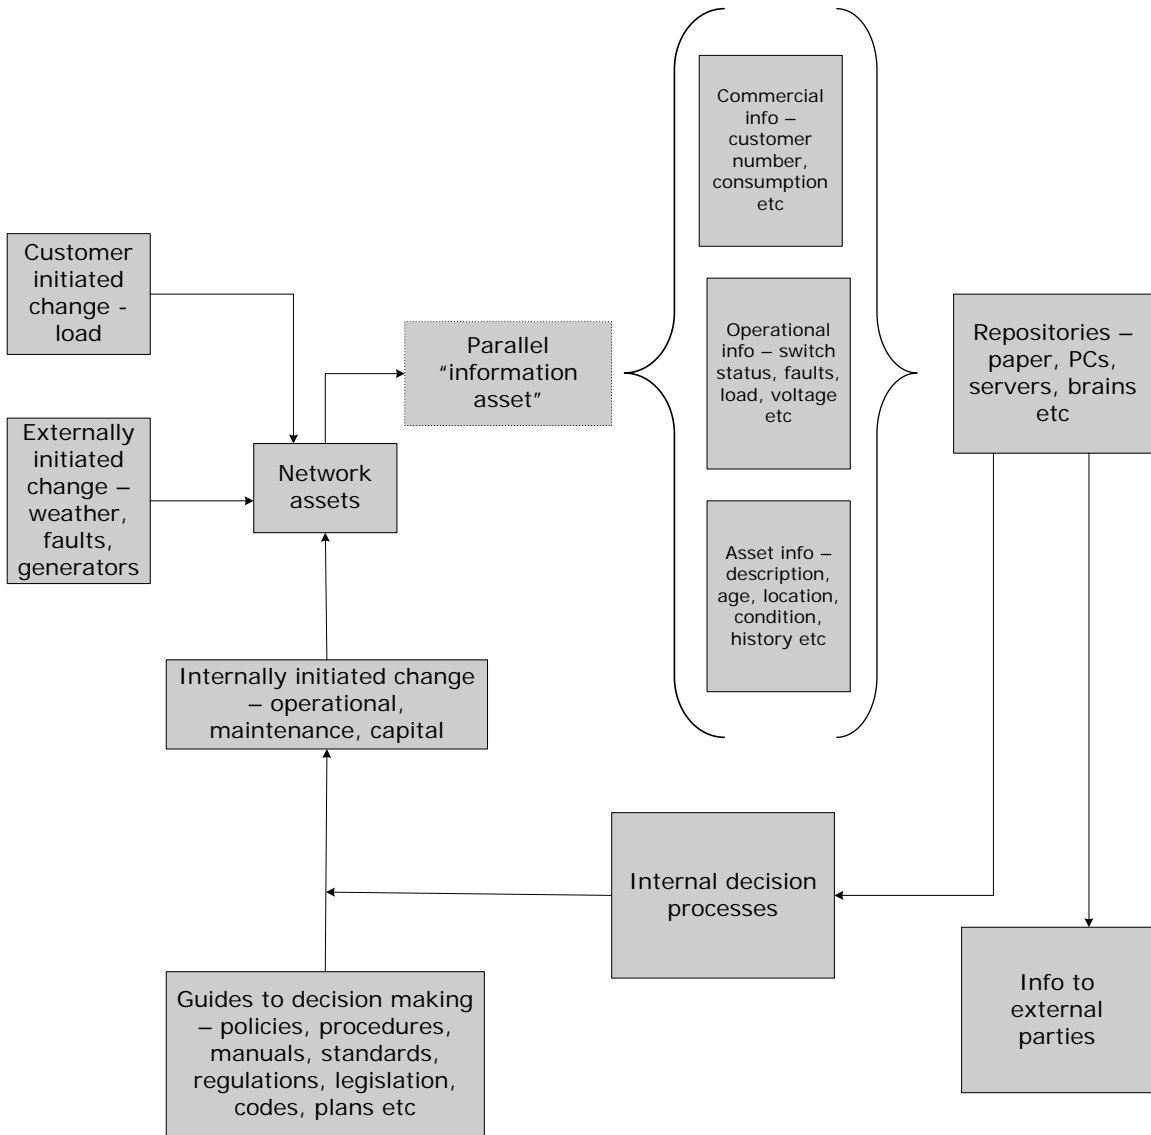 Commercial
info –
customer
number,
consumption
etc
Customer
initiated
change -
load
Parallel
“information
asset”
Operational
info – switch
status, faults,
load, voltage
etc
Repositories –
paper, PCs,
servers, brains
etc
Externally
initiated
change –
weather,
faults,
generators
Network
assets
Asset info –
description,
age, location,
condition,
history etc
Internally initiated change
– operational,
maintenance, capital
Internal decision
processes
Guides to decision making
– policies, procedures,
manuals, standards,
regulations, legislation,
codes, plans etc
Info to
external
parties